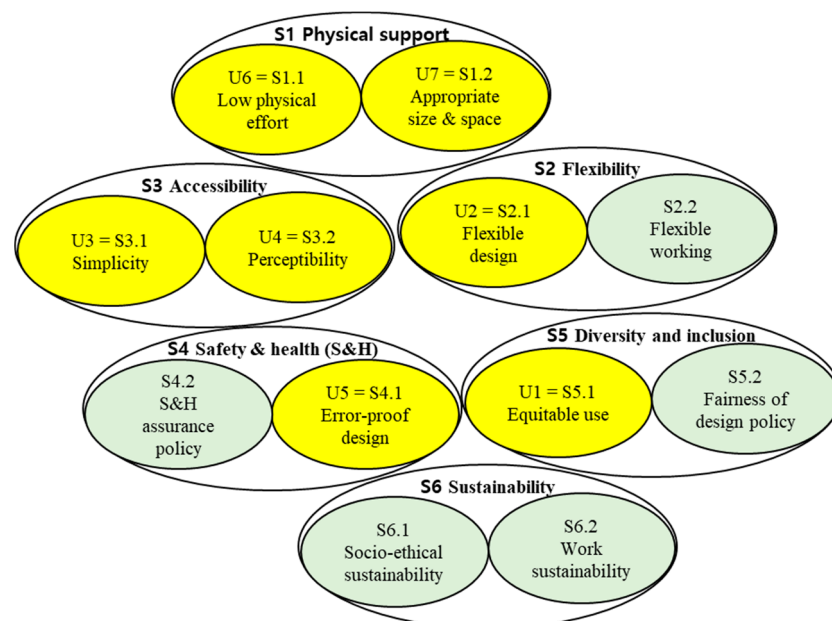 S1 Physical support
U6 = S1.1
Low physical
effort
U7 = S1.2
Appropriate
size & space
S3 Accessibility
U3 = S3.1
Simplicity
U4 = S3.2
Perceptibility
S2 Flexibility
U2 = S2.1
Flexible
design
S2.2
Flexible
working
S4 Safety & health (S&H)
S4.2
S&H
assurance
policy
U5 = S4.1
Error-proof
design
S5 Diversity and inclusion
U1 = S5.1
Equitable use
S5.2
Fairness of
design policy
S6 Sustainability
S6.1
Socio-ethical
sustainability
S6.2
Work
sustainability